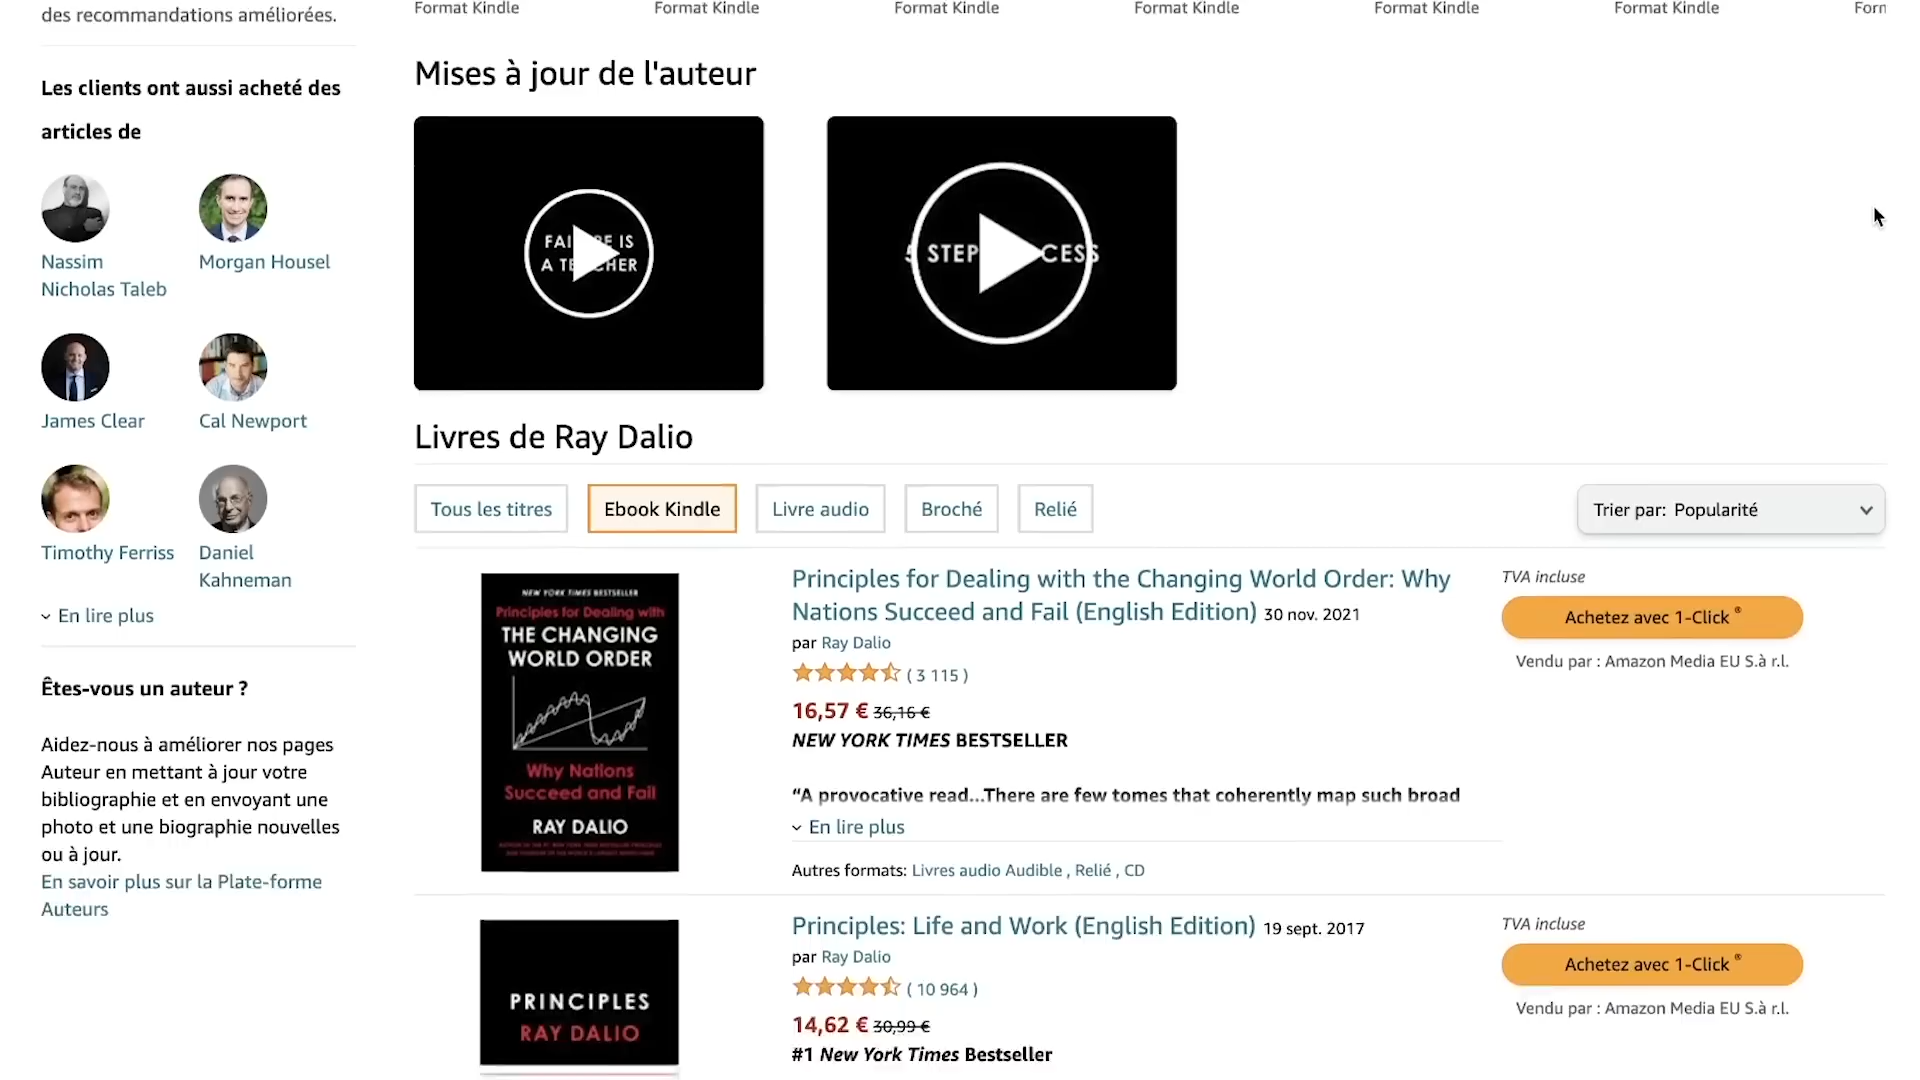 des recommandations améliorées.
Les clients ont aussi acheté des
articles de
Nassim
Nicholas Taleb
Morgan Housel
James Clear
Cal Newport
Timothy Ferriss
Daniel
Kahneman
En lire plus
Êtes-vous un auteur ?
Aidez-nous à améliorer nos pages
Auteur en mettant à jour votre
bibliographie et en envoyant une
photo et une biographie nouvelles
ou à jour.
En savoir plus sur la Plate-forme
Auteurs
Format Kindle
Format Kindle
Format Kindle
Format Kindle
Format Kindle
Format Kindle
Forn
Mises à jour de l'auteur
IS
A
5 STEP CESS
Livres de Ray Dalio
Tous les titres
Ebook Kindle
Livre audio
Broché
Relié
Trier par: Popularité
NEW YORK TIMES BESTSELLER
Principles for Dealing with
THE CHANGING
WORLD ORDER
Why Nations
Succeed and Fail
RAY DALIO
Principles for Dealing with the Changing World Order: Why
Nations Succeed and Fail (English Edition) 30 nov. 2021
par Ray Dalio
( 3 115 )
16,57 € 36,16 €
NEW YORK TIMES BESTSELLER
“A provocative read...There are few tomes that coherently map such broad
En lire plus
Autres formats: Livres audio Audible , Relié , CD
TVA incluse
Achetez avec 1-Click ®
Vendu par : Amazon Media EU S.à r.l.
PRINCIPLES
RAY DALIO
Principles: Life and Work (English Edition) 19 sept. 2017
par Ray Dalio
( 10 964 )
14,62 € 30,99 €
#1 New York Times Bestseller
TVA incluse
Achetez avec 1-Click ®
Vendu par : Amazon Media EU S.à r.l.